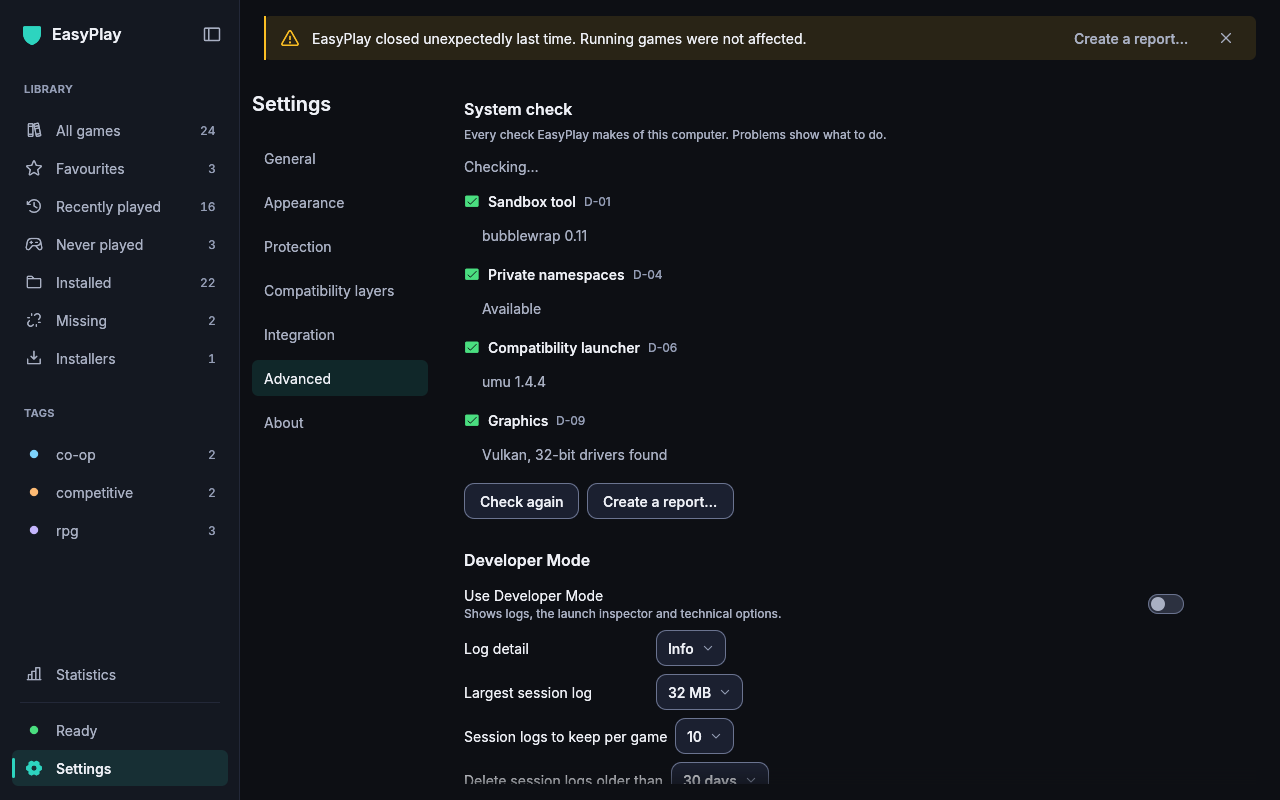 EasyPlay
LIBRARY
All games 24
Favourites 3
Recently played 16
Never played 3
Installed 22
Missing 2
Installers 1
TAGS
co-op 2
competitive 2
rpg 3
Statistics
Ready
Settings
EasyPlay closed unexpectedly last time. Running games were not affected. Create a report...
Settings
General
Appearance
Protection
Compatibility layers
Integration
Advanced
About
System check
Every check EasyPlay makes of this computer. Problems show what to do.
Checking...
Sandbox tool D-01
bubblewrap 0.11
Private namespaces D-04
Available
Compatibility launcher D-06
umu 1.4.4
Graphics D-09
Vulkan, 32-bit drivers found
Check again Create a report...
Developer Mode
Use Developer Mode
Shows logs, the launch inspector and technical options.
Log detail Info
Largest session log 32 MB
Session logs to keep per game 10
Delete session logs older than 30 days